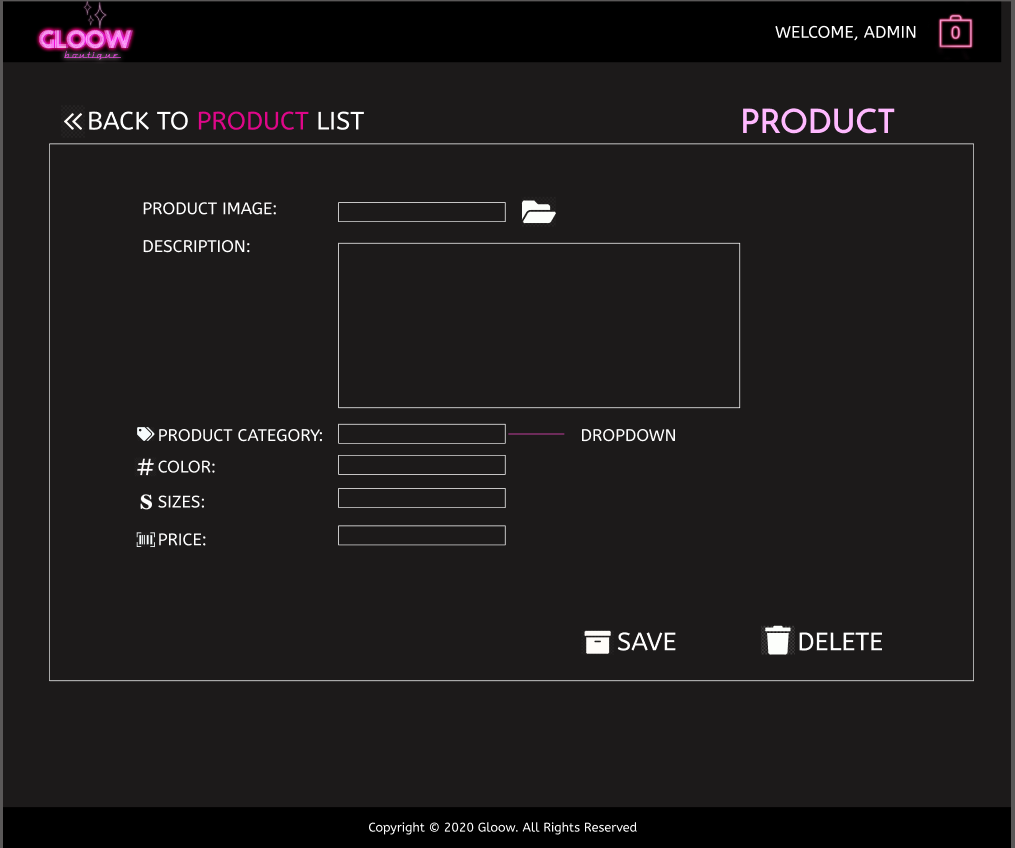 GLOOW
boutique
WELCOME, ADMIN
0
BACK TO PRODUCT LIST
PRODUCT
PRODUCT IMAGE:
DESCRIPTION:
PRODUCT CATEGORY:
DROPDOWN
# COLOR:
S SIZES:
PRICE:
SAVE
DELETE
Copyright © 2020 Gloow. All Rights Reserved